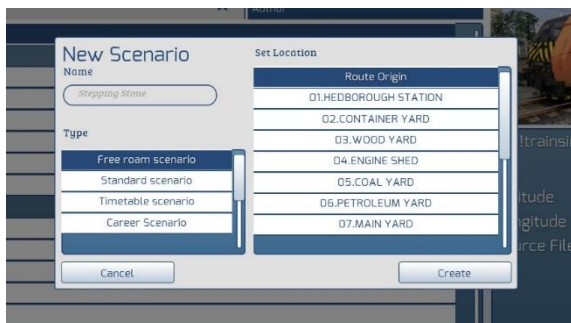 Author
New Scenario
Name
Stepping Stone
Type
Free roam scenario
Standard scenario
Timetable scenario
Career Scenario
Set Location
Route Origin
01.HEDBOROUGH STATION
02.CONTAINER YARD
03.WOOD YARD
04.ENGINE SHED
05.COAL YARD
06.PETROLEUM YARD
07.MAIN YARD
Cancel
Create
!trainsi
itude
ngitude
urce File